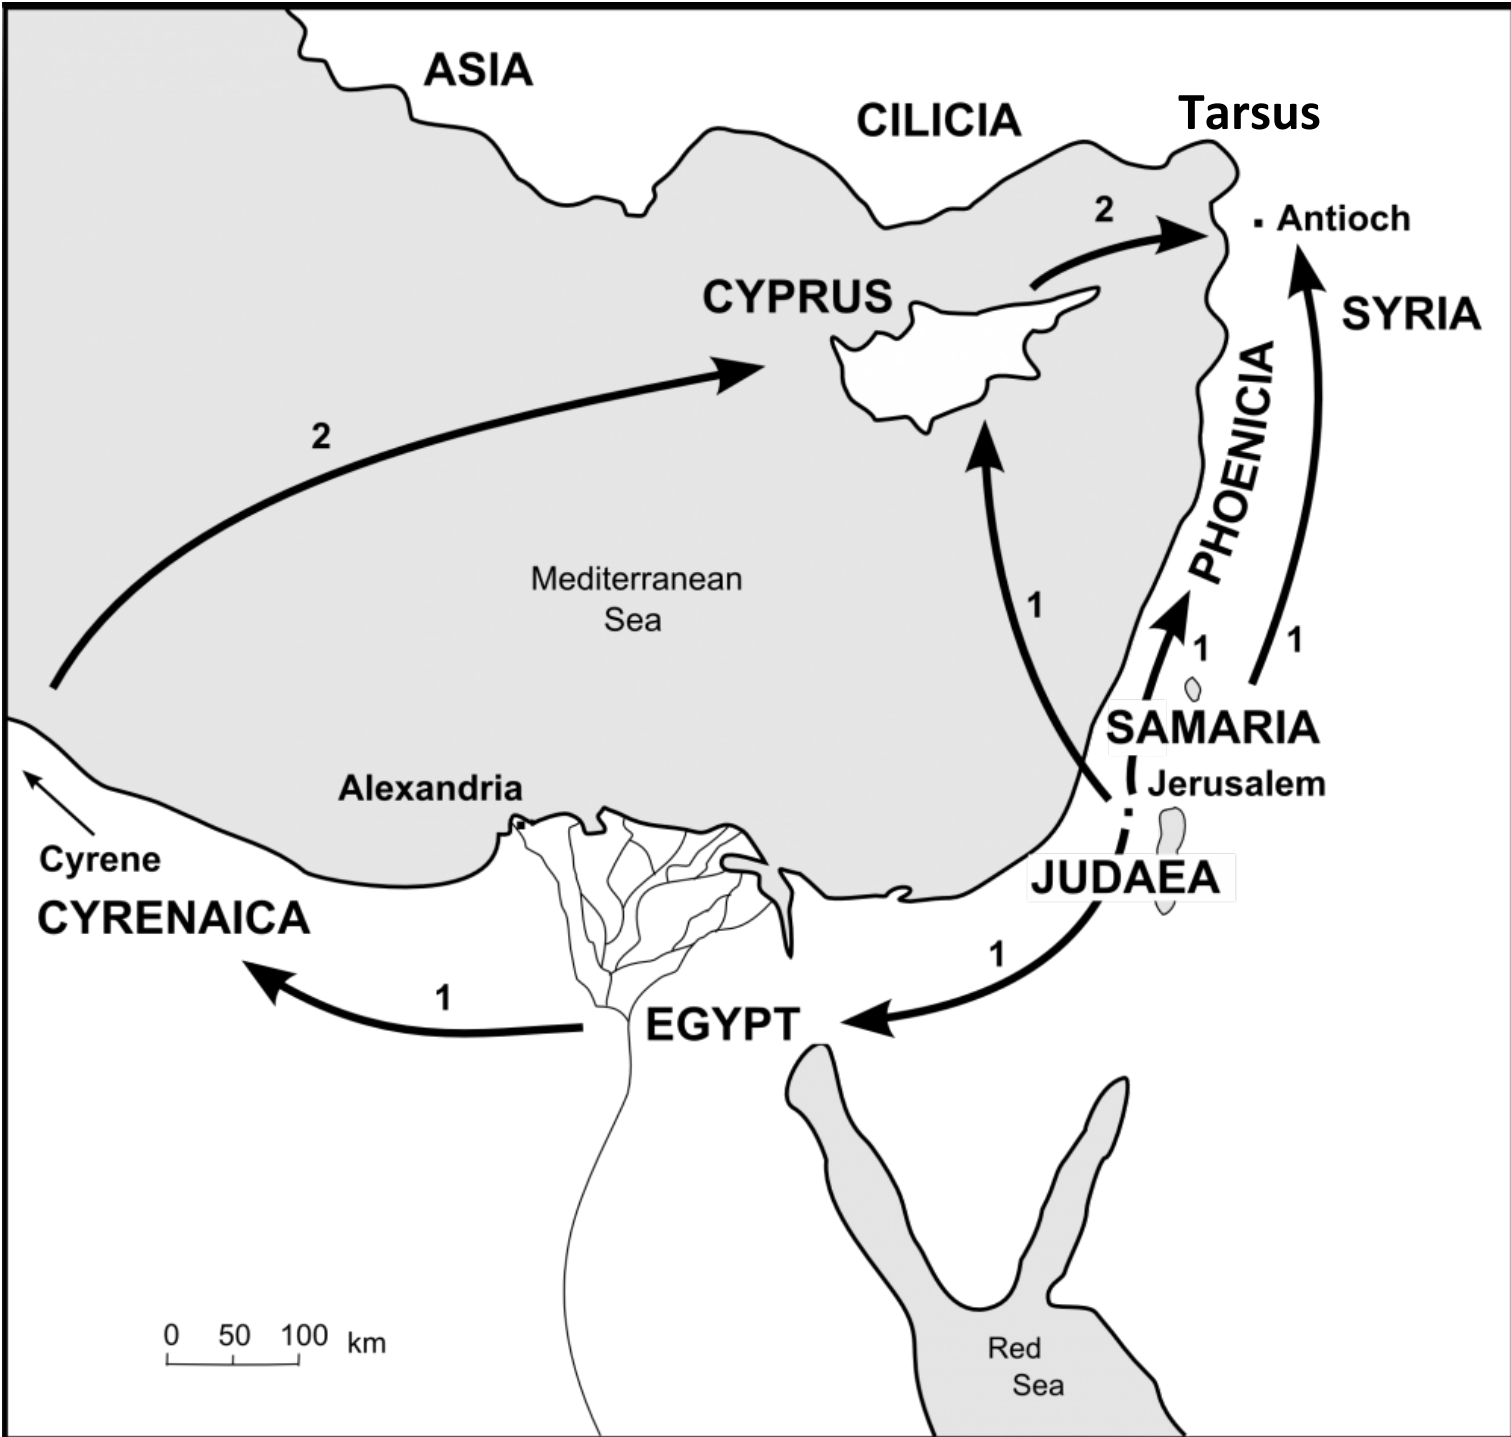 ASIA
CILICIA
Tarsus
2
Antioch
CYPRUS
SYRIA
PHOENICIA
2
Mediterranean
Sea
1
1
1
SAMARIA
Jerusalem
Alexandria
Cyrene
JUDAEA
CYRENAICA
1
1
EGYPT
0 50 100 km
Red
Sea